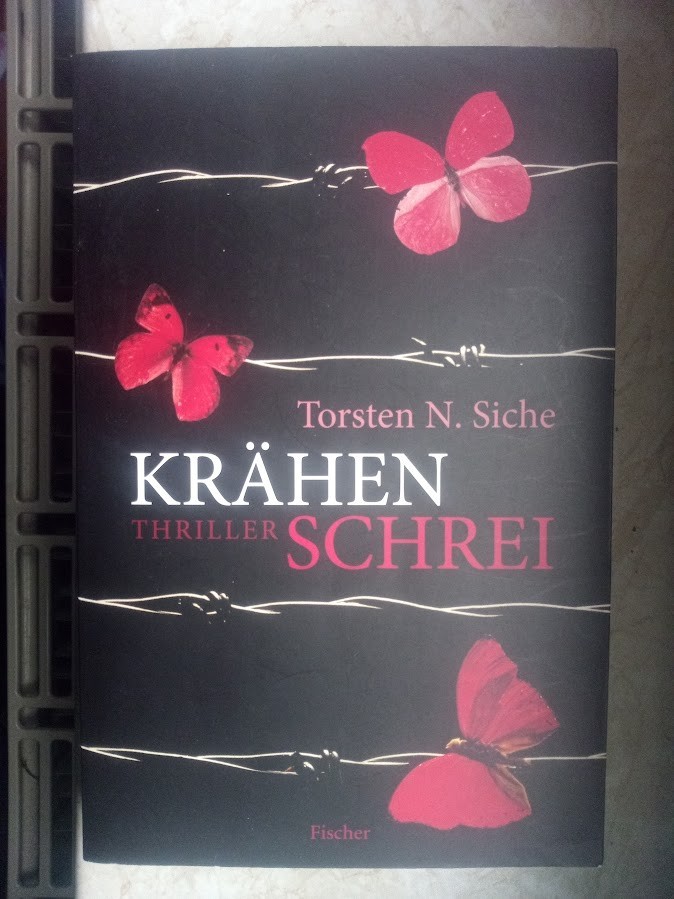 Torsten N. Siche
KRÄHEN
THRILLER SCHREI
Fischer